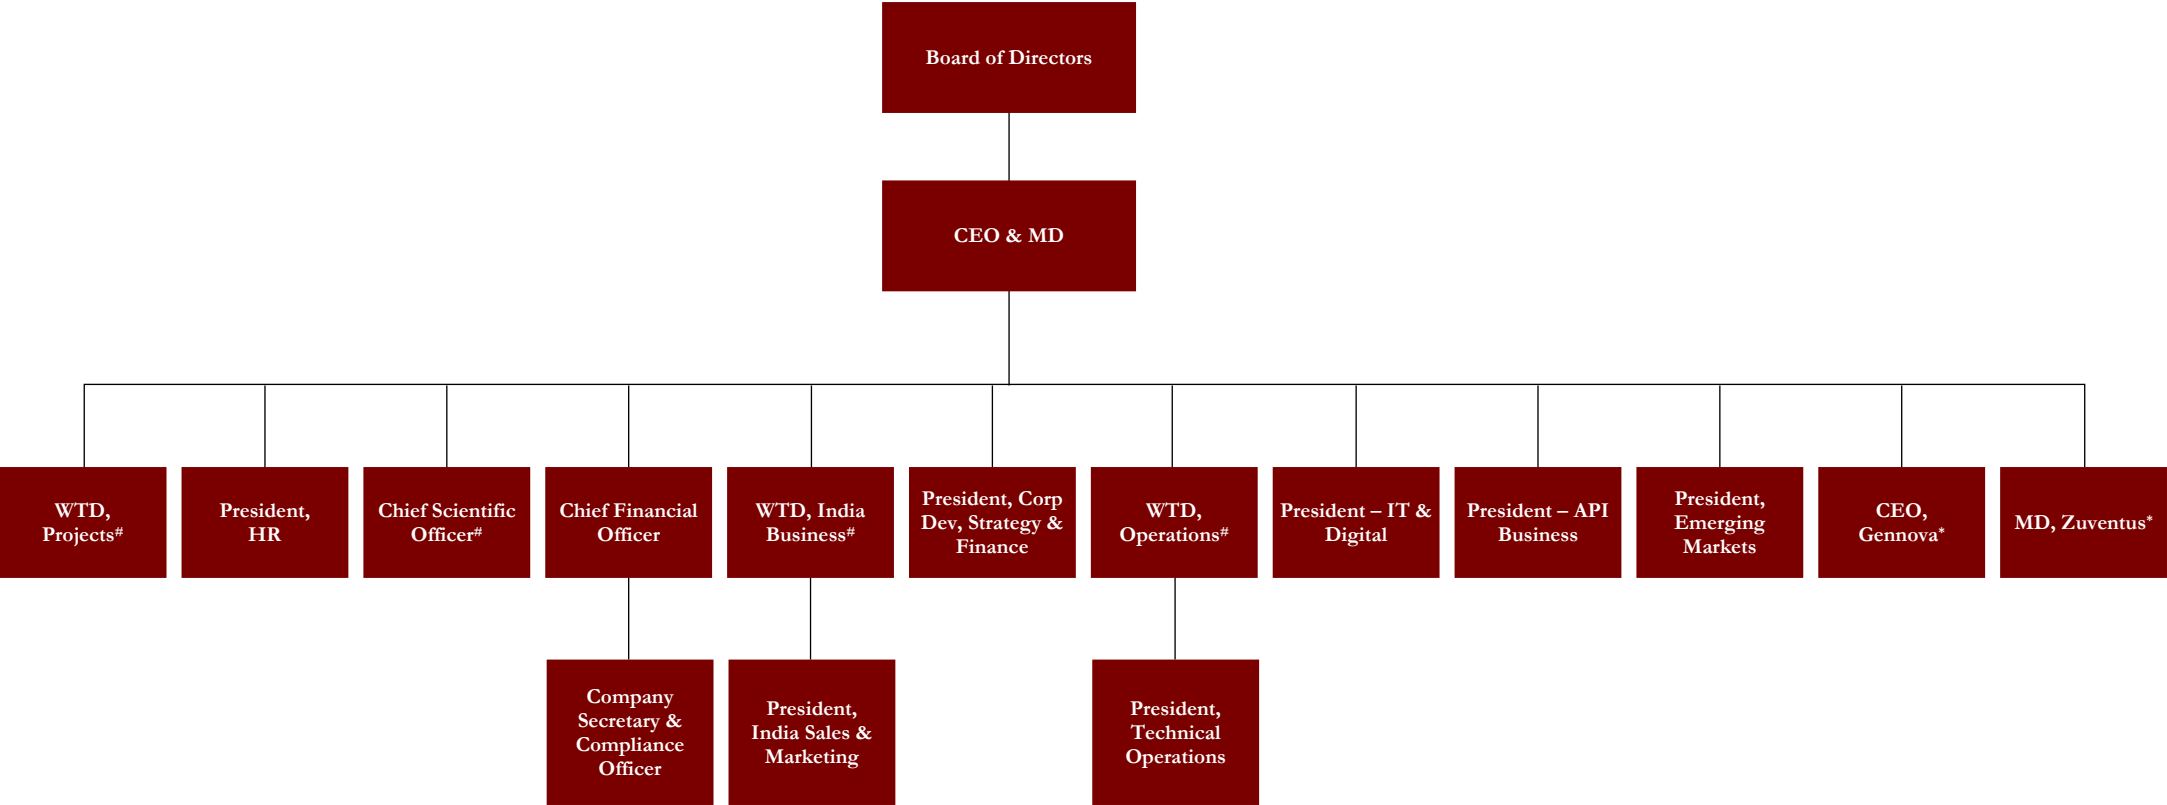 Board of Directors
CEO & MD
WTD,
Projects#
President,
HR
Chief Scientific
Officer#
Chief Financial
Officer
WTD, India
Business#
President, Corp
Dev, Strategy &
Finance
WTD,
Operations#
President – IT &
Digital
President – API
Business
President,
Emerging
Markets
CEO,
Gennova*
MD, Zuventus*
Company
Secretary &
Compliance
Officer
President,
India Sales &
Marketing
President,
Technical
Operations